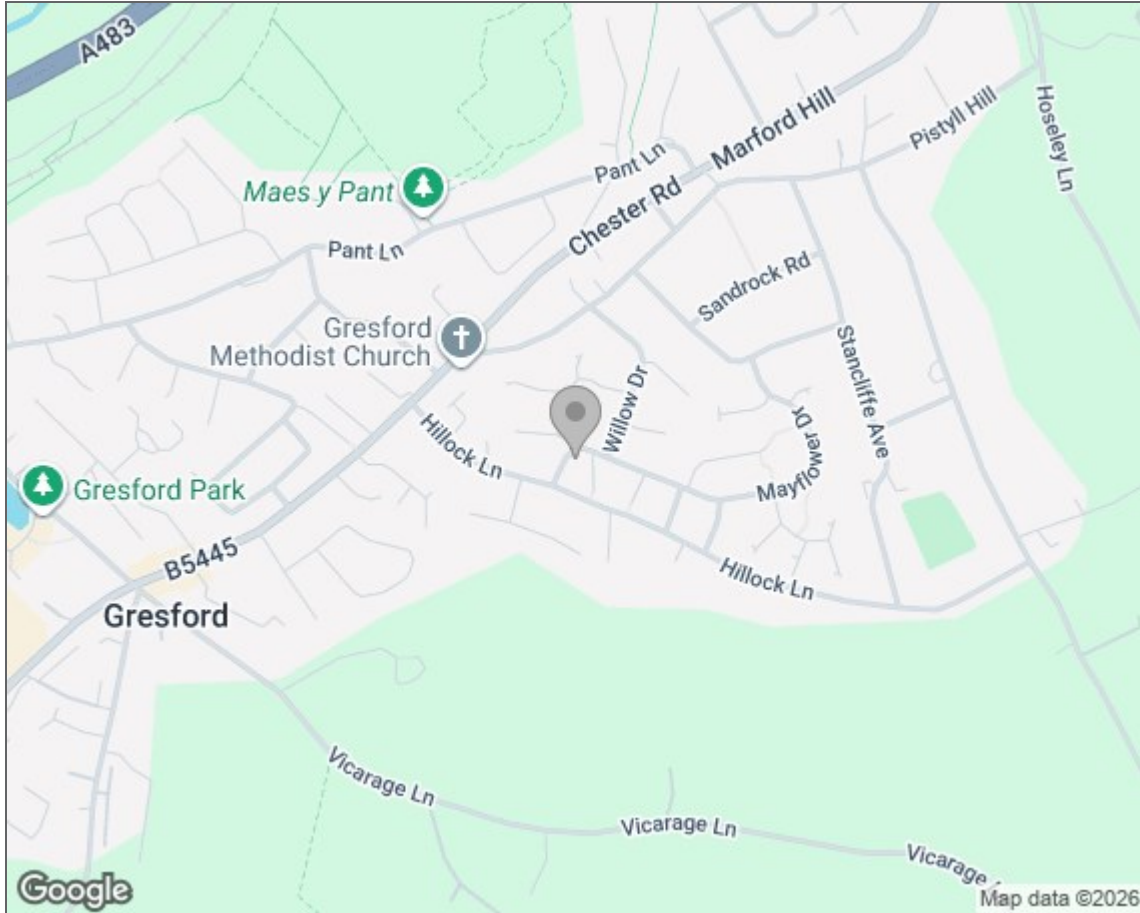 A483
Marford Hill
Pistyll Hill
Hoseley Ln
Pant Ln
Maes y Pant
Chester Rd
Pant Ln
Sandrock Rd
Gresford
Methodist Church
Stancliffe Ave
Willow Dr
Hillock Ln
Mayflower Dr
Gresford Park
B5445
Hillock Ln
Gresford
Vicarage Ln
Vicarage Ln
Vicarage
Google
Map data ©2026